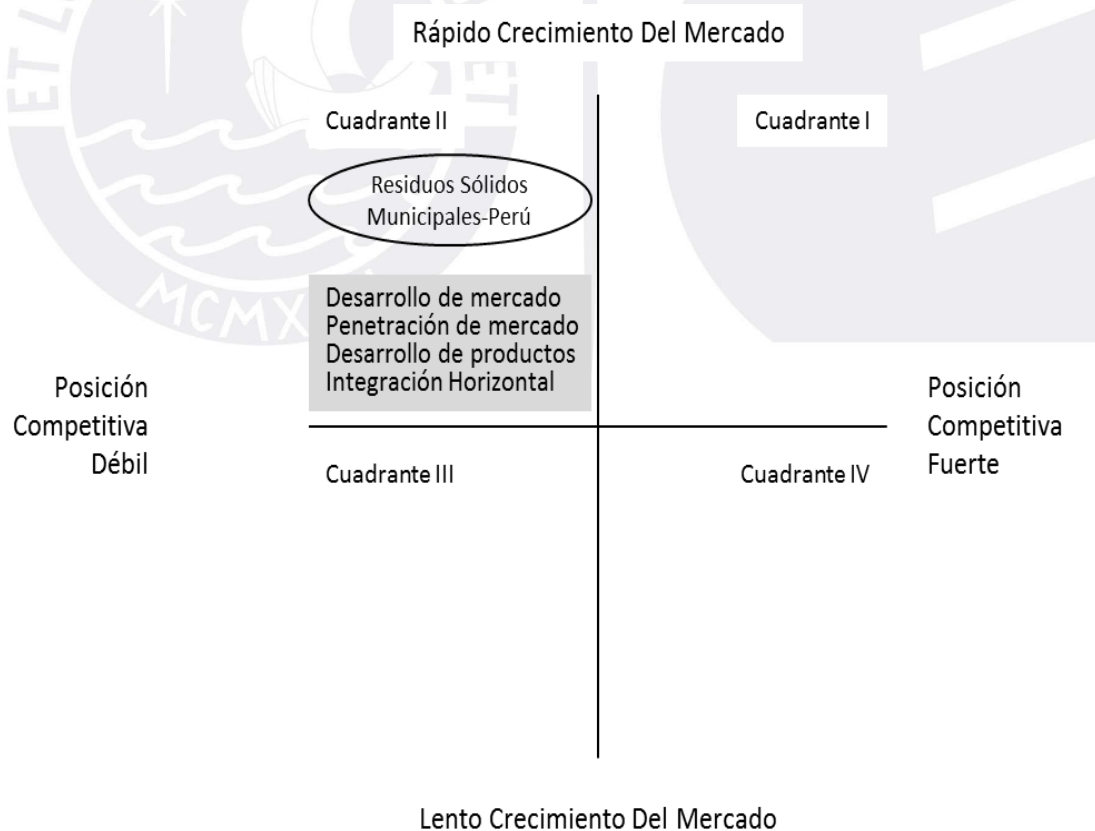 Rápido Crecimiento Del Mercado
Cuadrante II
Cuadrante I
Residuos Sólidos
Municipales-Perú
Desarrollo de mercado
Penetración de mercado
Desarrollo de productos
Integración Horizontal
Posición
Competitiva
Débil
Posición
Competitiva
Fuerte
Cuadrante III
Cuadrante IV
Lento Crecimiento Del Mercado